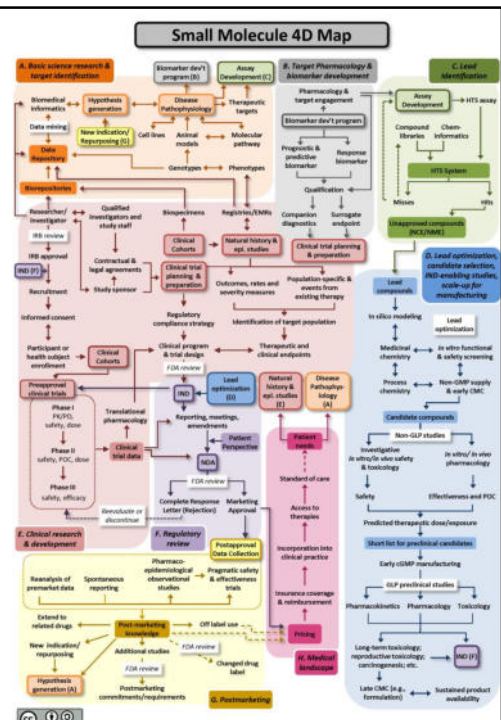 Small Molecule 4D Map
A. Basic science research &
target identification
Biomarker dev't
program (B)
Assay
Development (C)
Biomedical
informatics
Hypothesis
generation
Disease
Pathophysiology
Therapeutic
targets
Data mining
New indication/
Repurposing (G)
Cell lines
Animal
models
Molecular
pathway
Data
Repository
Genotypes
Phenotypes
Biorepositories
B. Target Pharmacology &
biomarker development
Pharmacology
& target engagement
Biomarker dev't program
Prognostic &
predictive
biomarker
Response
biomarker
Qualification
Companion
diagnostics
Surrogate
endpoint
Clinical trial planning
& preparation
C. Lead
identification
Assay
Development
HTS assay
Compound
libraries
Chem-
informatics
HTS System
Misses
Hits
Unapproved compounds
(NCE/NME)
Researcher/
investigator
Qualified
investigators
and study staff
Biospecimens
Registries/EMRs
IRB review
IRB approval
Contractual &
legal agreements
Clinical
Cohorts
Natural history &
epi. studies
IND (F)
Study sponsor
Clinical trial
planning &
preparation
Outcomes, rates and
severity measures
Population-specific &
events from
existing therapy
Recruitment
Regulatory
compliance strategy
Identification of target population
Informed consent
Clinical program
& trial design
Therapeutic and
clinical endpoints
Participant or
health subject
enrollment
Clinical
Cohorts
FDA review
Preapproval
clinical trials
IND
Lead
optimization
(D)
Natural
history &
epi. studies
(E)
Disease
Pathophys-
iology
(A)
Phase I
PK/PD,
safety, dose
Phase II
safety, POC, dose
Phase III
safety, efficacy
Translational
pharmacology
Clinical
trial data
Reporting, meetings,
amendments
Patient
Perspective
NDA
FDA review
Complete Response
Letter (Rejection)
Marketing
Approval
Reevaluate or
discontinue
E. Clinical research
& development
F. Regulatory
review
Postapproval
Data Collection
D. Lead optimization,
candidate selection,
IND-enabling studies,
scale-up for
manufacturing
Lead
compounds
In silico modeling
Lead
optimization
Medicinal
chemistry
In vitro functional
& safety screening
Process
chemistry
Non-GMP supply
& early CMC
Candidate compounds
Non-GLP studies
Investigative
In vitro/in vivo safety
& toxicology
In vitro/ In vivo
pharmacology
Safety
Effectiveness and POC
Predicted therapeutic dose/exposure
Short list for preclinical candidates
Early cGMP manufacturing
GLP preclinical studies
Pharmacokinetics
Pharmacology
Toxicology
Long-term toxicology;
reproductive toxicology;
carcinogenesis; etc.
IND (F)
Late CMC (e.g.,
formulation)
Sustained product
availability
Patient
needs
Standard of care
Access to
therapies
Incorporation into
clinical practice
Insurance coverage
& reimbursement
Pricing
H. Medical
landscape
Reanalysis of
premarket data
Spontaneous
reporting
Pharmaco-
epidemiological
observational
studies
Pragmatic safety
& effectiveness
trials
Extend to
related drugs
Post-marketing
knowledge
Off label use
New indication/
repurposing
Additional studies
FDA review
Changed drug
label
FDA review
Hypothesis
generation (A)
Postmarketing
commitments/requirements
G. Postmarketing
cc